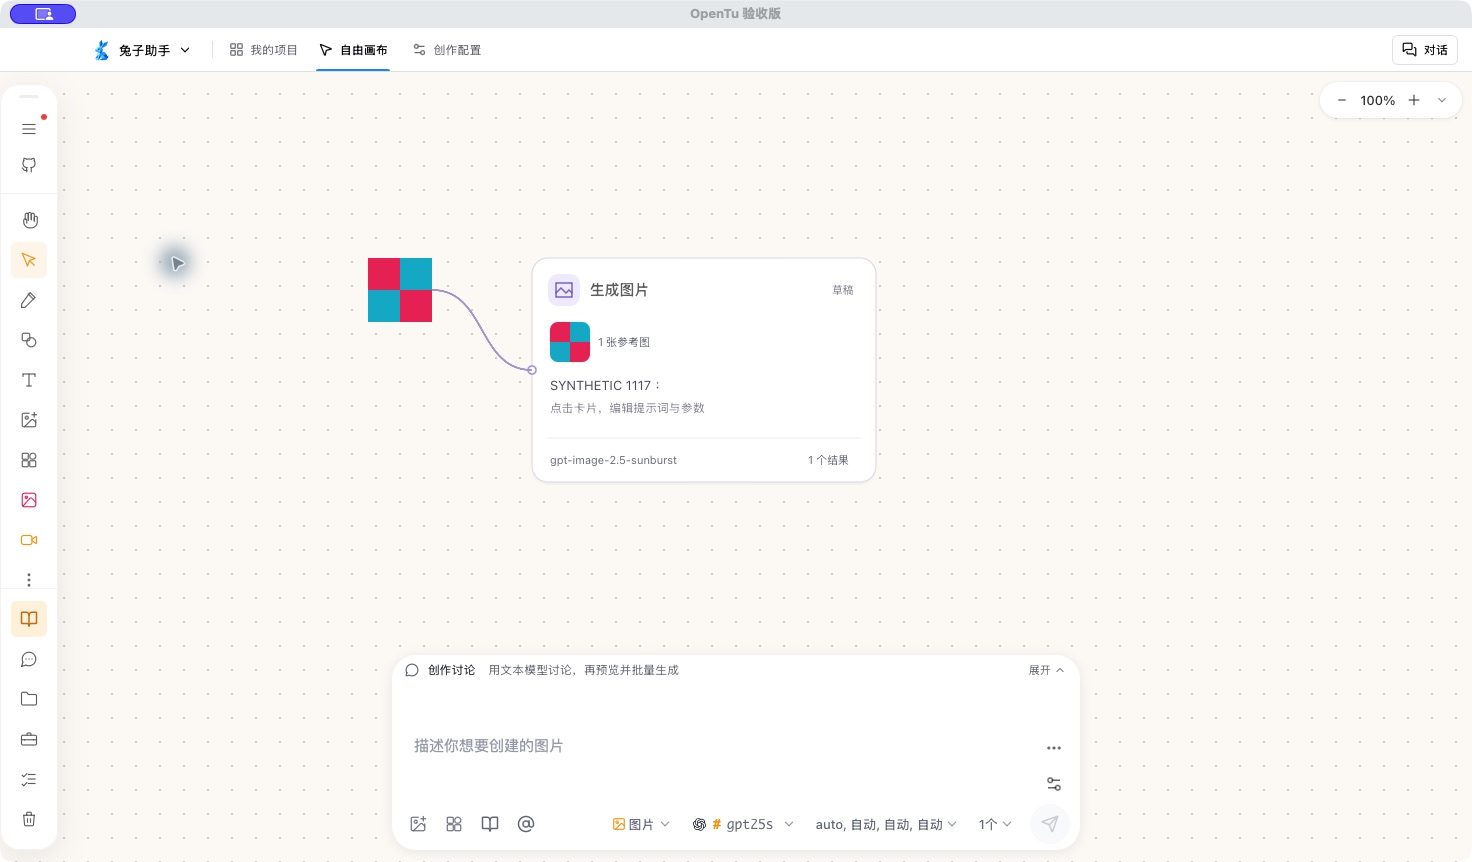 OpenTu 验收版
兔子助手
我的项目
自由画布
创作配置
对话
100%
生成图片
草稿
1 张参考图
SYNTHETIC 1117：
点击卡片，编辑提示词与参数
gpt-image-2.5-sunburst
1 个结果
创作讨论 用文本模型讨论，再预览并批量生成
展开
描述你想要创建的图片
图片
# gpt25s
auto, 自动, 自动, 自动
1个